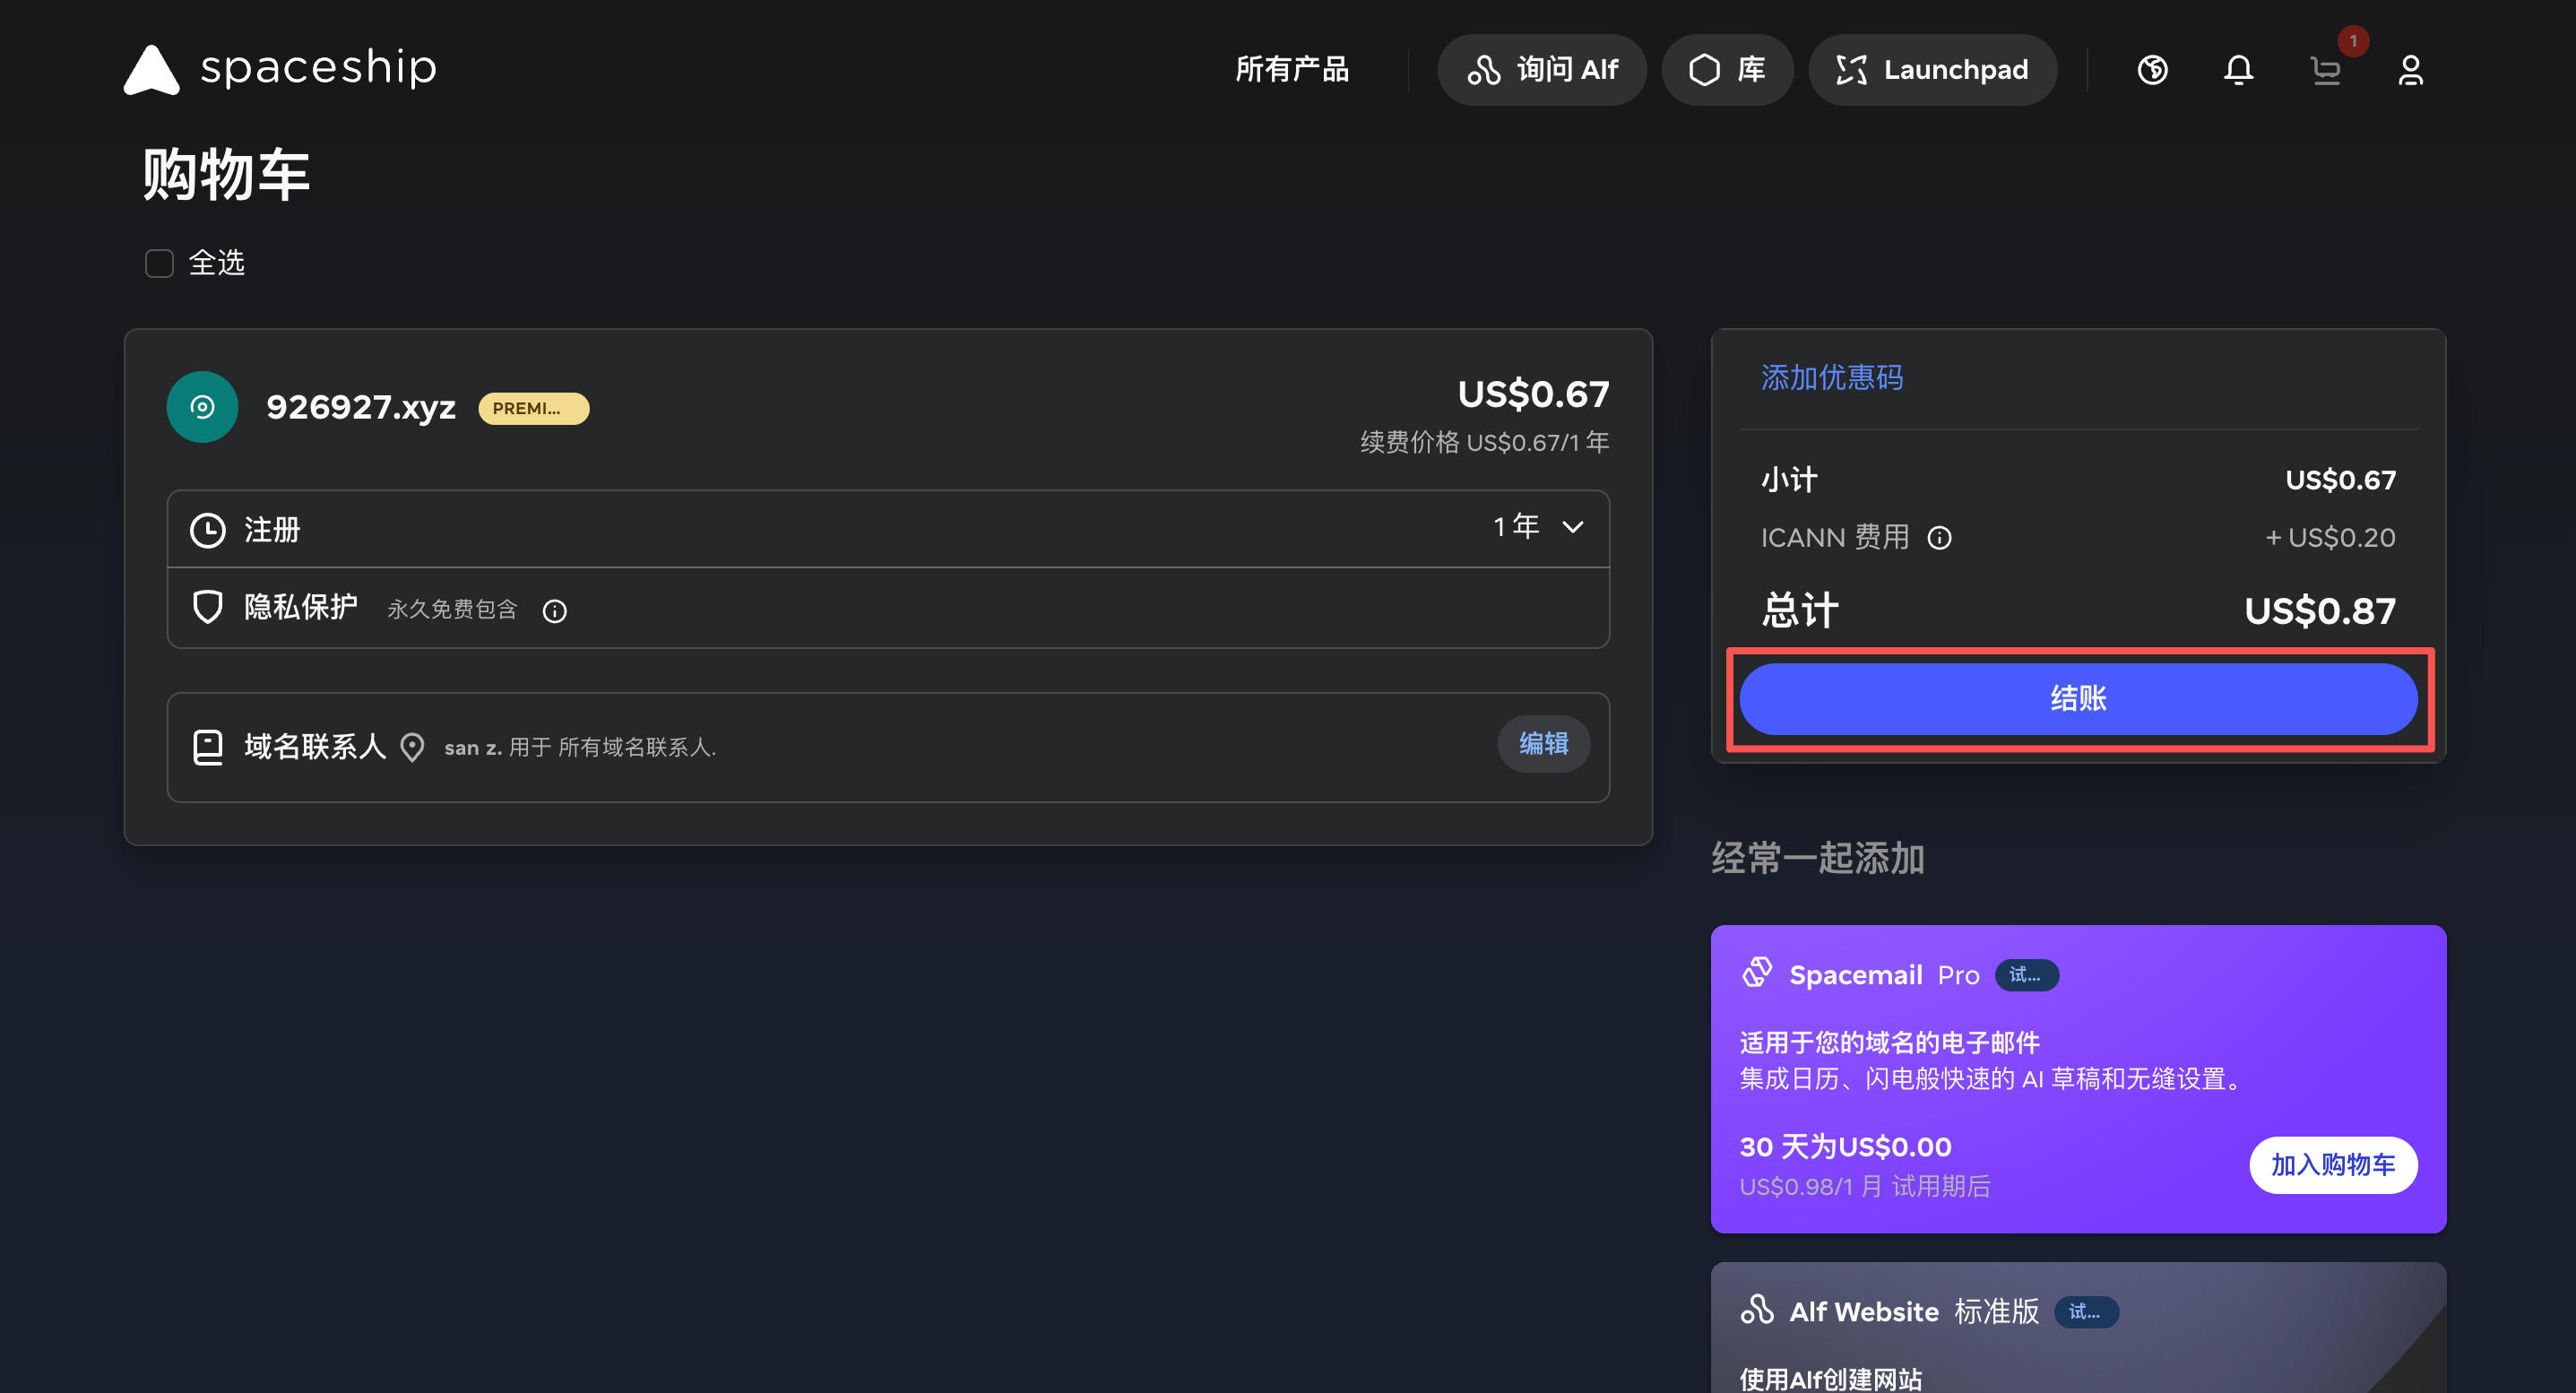 spaceship
所有产品
询问 Alf
库
Launchpad
1
购物车
全选
926927.xyz
PREMI...
US$0.67
续费价格 US$0.67/1 年
注册
1 年
隐私保护 永久免费包含
域名联系人 san z. 用于 所有域名联系人.
编辑
添加优惠码
小计 US$0.67
ICANN 费用 + US$0.20
总计 US$0.87
结账
经常一起添加
Spacemail Pro 试...
适用于您的域名的电子邮件
集成日历、闪电般快速的 AI 草稿和无缝设置。
30 天为US$0.00
US$0.98/1 月 试用期后
加入购物车
Alf Website 标准版 试...
使用Alf创建网站